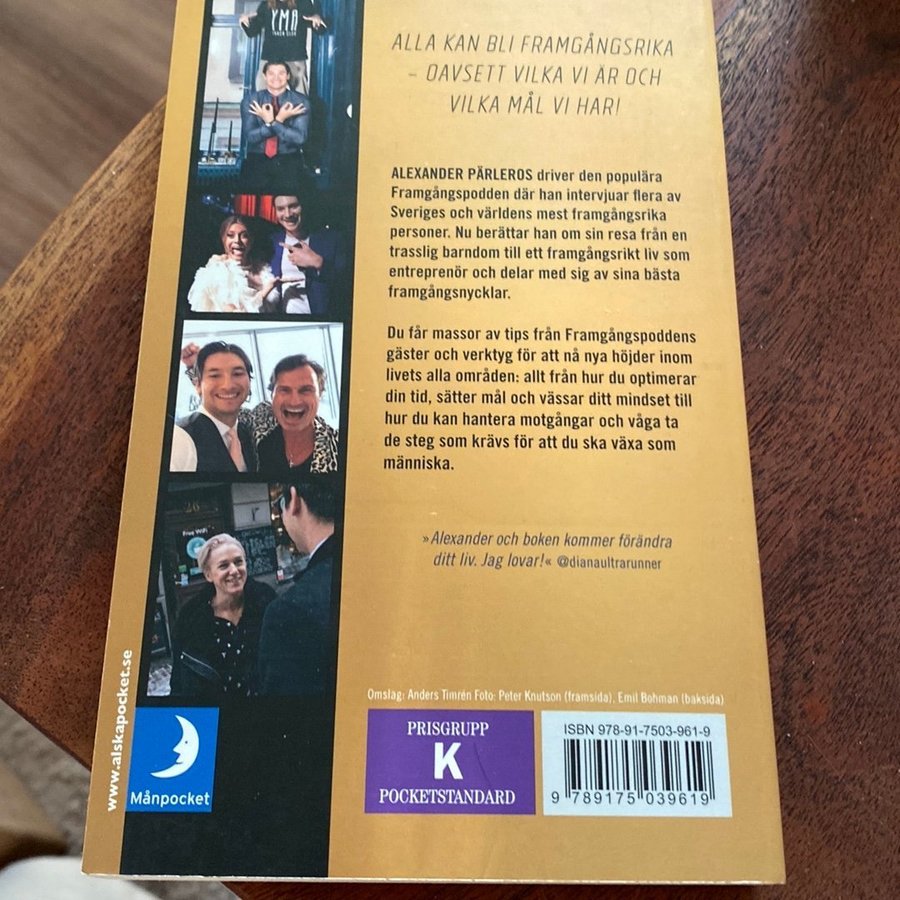 YMA
ALLA KAN BLI FRAMGÅNGSRIKA
– OAVSETT VILKA VI ÄR OCH
VILKA MÅL VI HAR!
ALEXANDER PÄRLEROS driver den populära
Framgångspodden där han intervjuar flera av
Sveriges och världens mest framgångsrika
personer. Nu berättar han om sin resa från en
trasslig barndom till ett framgångsrikt liv som
entreprenör och delar med sig av sina bästa
framgångsnycklar.
Du får massor av tips från Framgångspoddens
gäster och verktyg för att nå nya höjder inom
livets alla områden: allt från hur du optimerar
din tid, sätter mål och vässar ditt mindset till
hur du kan hantera motgångar och våga ta
de steg som krävs för att du ska växa som
människa.
»Alexander och boken kommer förändra
ditt liv. Jag lovar!« @dianaultrarunner
26
Free WiFi
Omslag: Anders Timrén Foto: Peter Knutson (framsida), Emil Bohman (baksida)
www.alskapocket.se
Månpocket
PRISGRUPP
K
POCKETSTANDARD
ISBN 978-91-7503-961-9
9 789175 039619